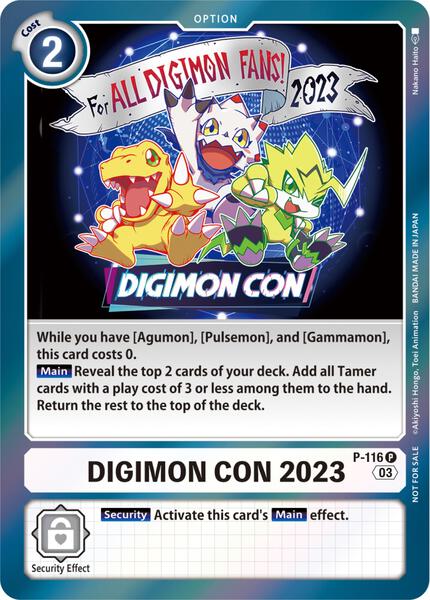 OPTION
Cost
2
For ALL DIGIMON FANS! 2023
DIGIMON CON
While you have [Agumon], [Pulsemon], and [Gammamon],
this card costs 0.
Main Reveal the top 2 cards of your deck. Add all Tamer
cards with a play cost of 3 or less among them to the hand.
Return the rest to the top of the deck.
P-116 P
DIGIMON CON 2023
03
Security Activate this card's Main effect.
Security Effect
Nakano Haito
©Akiyoshi Hongo, Toei Animation BANDAI MADE IN JAPAN
NOT FOR SALE